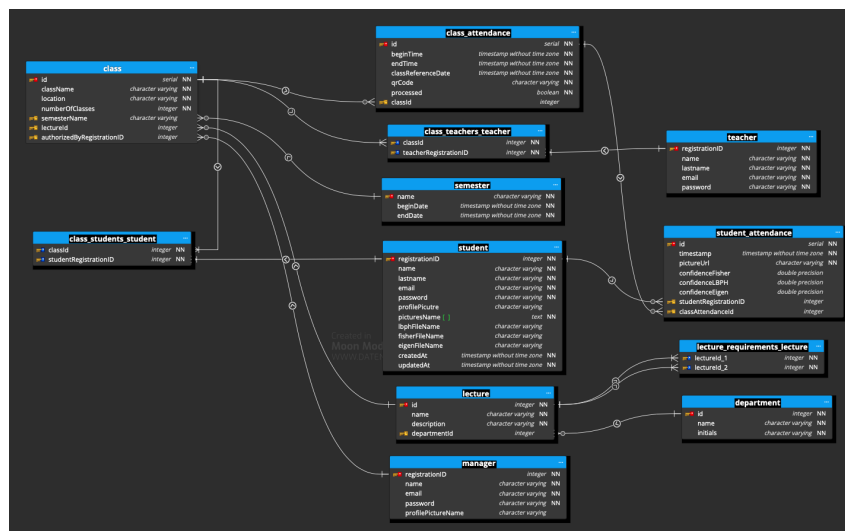 class_attendance
id serial NN
beginTime timestamp without time zone NN
endTime timestamp without time zone NN
classReferenceDate timestamp without time zone NN
qrCode character varying NN
processed boolean NN
classId integer
class
id serial NN
className character varying NN
location character varying NN
numberOfClasses integer NN
semesterName character varying
lectureId integer
authorizedByRegistrationID integer
class_teachers_teacher
classId integer NN
teacherRegistrationID integer NN
teacher
registrationID integer NN
name character varying NN
lastname character varying NN
email character varying NN
password character varying NN
semester
name character varying NN
beginDate timestamp without time zone NN
endDate timestamp without time zone NN
class_students_student
classId integer NN
studentRegistrationID integer NN
student
registrationID integer NN
name character varying NN
lastname character varying NN
email character varying NN
password character varying NN
profilePicutre character varying
picturesName [ ] text NN
lbphFileName character varying
fisherFileName character varying
eigenFileName character varying
createdAt timestamp without time zone NN
updatedAt timestamp without time zone NN
student_attendance
id serial NN
timestamp timestamp without time zone NN
pictureUrl character varying NN
confidenceFisher double precision
confidenceLBPH double precision
confidenceEigen double precision
studentRegistrationID integer
classAttendanceId integer
Created in
Moon Mod
WWW.DATEN
lecture_requirements_lecture
lectureId_1 integer NN
lectureId_2 integer NN
lecture
id integer NN
name character varying NN
description character varying NN
departmentId integer
department
id integer NN
name character varying NN
initials character varying NN
manager
registrationID integer NN
name character varying NN
email character varying NN
password character varying NN
profilePictureName character varying